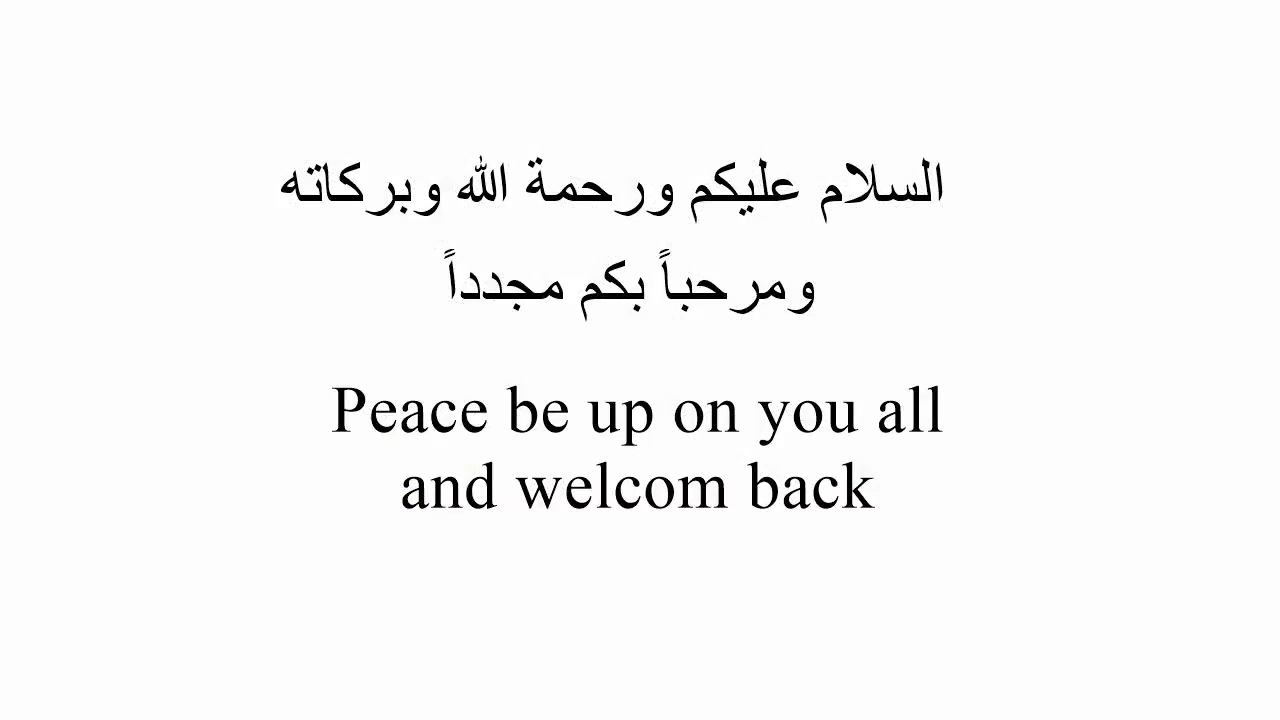 السلام عليكم ورحمة الله وبركاته
ومرحباً بكم مجدداً
Peace be up on you all
and welcom back